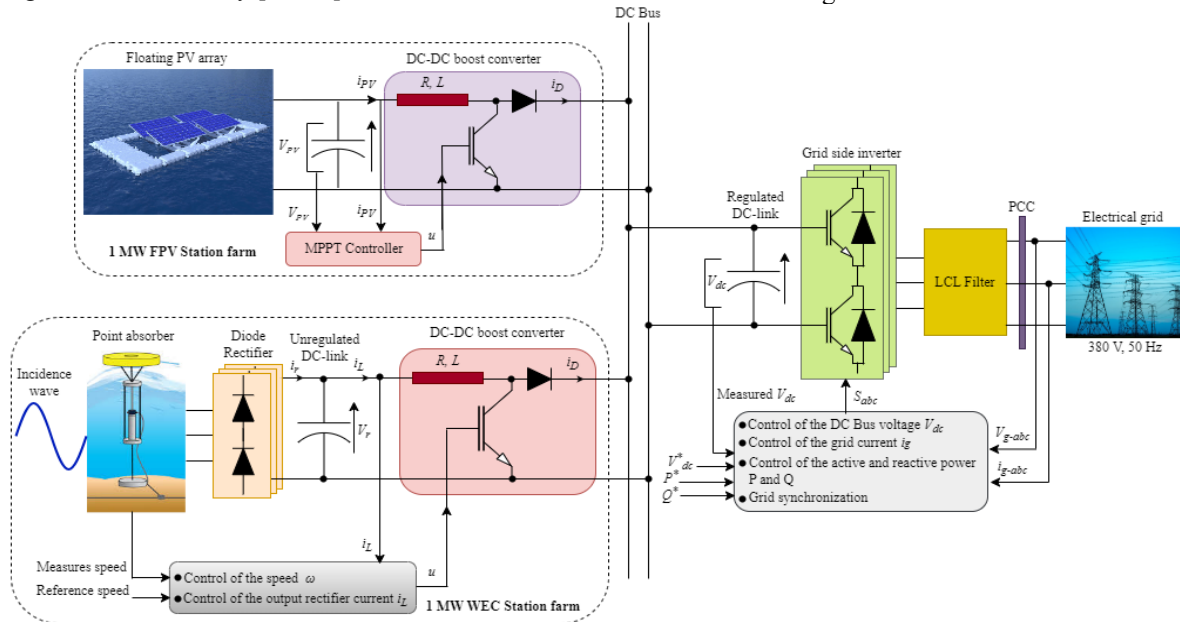 DC Bus
Floating PV array
DC-DC boost converter
i_PV
R, L
i_D
V_PV
V_PV
i_PV
u
MPPT Controller
1 MW FPV Station farm
Grid side inverter
Regulated
DC-link
PCC
Electrical grid
V_dc
LCL Filter
380 V, 50 Hz
Measured V_dc
S_abc
● Control of the DC Bus voltage V_dc
● Control of the grid current i_g
● Control of the active and reactive power
P and Q
● Grid synchronization
V*_dc
P*
Q*
V_g-abc
i_g-abc
Point absorber
Diode
Rectifier
Unregulated
DC-link
DC-DC boost converter
Incidence
wave
i_r
i_L
R, L
i_D
V_r
i_L
u
Measures speed
Reference speed
● Control of the speed ω
● Control of the output rectifier current i_L
1 MW WEC Station farm